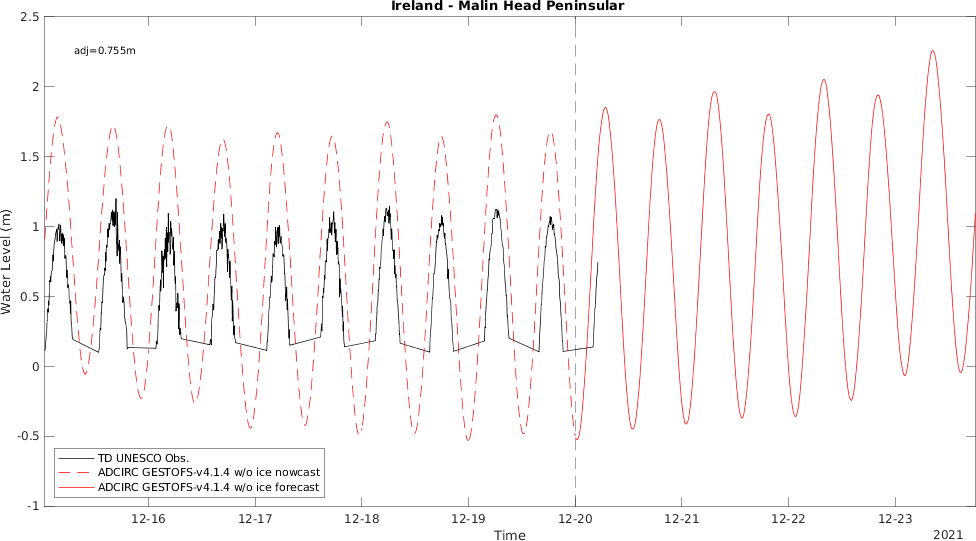 Ireland - Malin Head Peninsular
2.5
adj=0.755m
2
1.5
1
0.5
0
-0.5
-1
Water Level (m)
TD UNESCO Obs.
ADCIRC GESTOFS-v4.1.4 w/o ice nowcast
ADCIRC GESTOFS-v4.1.4 w/o ice forecast
12-16 12-17 12-18 12-19 12-20 12-21 12-22 12-23
Time
2021